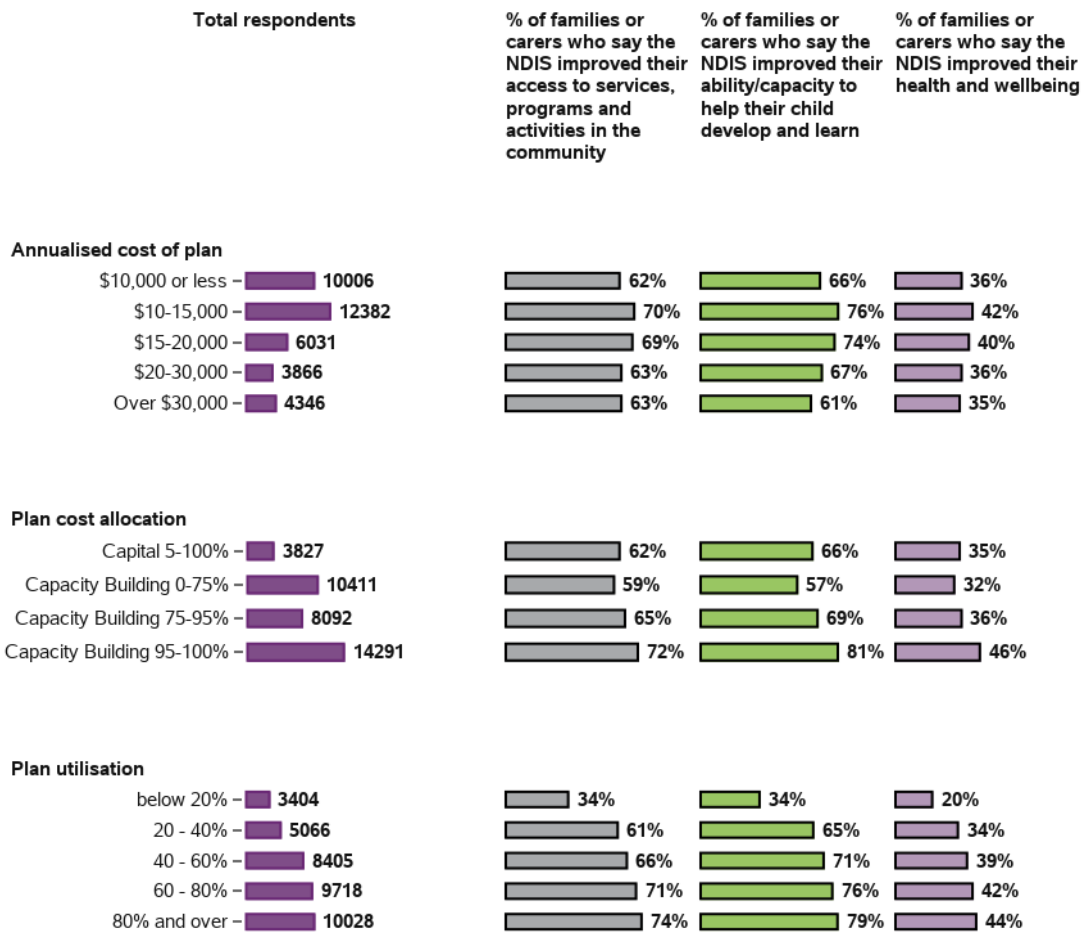 Total respondents
% of families or carers who say the NDIS improved their access to services, programs and activities in the community
% of families or carers who say the NDIS improved their ability/capacity to help their child develop and learn
% of families or carers who say the NDIS improved their health and wellbeing
Annualised cost of plan
$10,000 or less 10006 62% 66% 36%
$10-15,000 12382 70% 76% 42%
$15-20,000 6031 69% 74% 40%
$20-30,000 3866 63% 67% 36%
Over $30,000 4346 63% 61% 35%
Plan cost allocation
Capital 5-100% 3827 62% 66% 35%
Capacity Building 0-75% 10411 59% 57% 32%
Capacity Building 75-95% 8092 65% 69% 36%
Capacity Building 95-100% 14291 72% 81% 46%
Plan utilisation
below 20% 3404 34% 34% 20%
20 - 40% 5066 61% 65% 34%
40 - 60% 8405 66% 71% 39%
60 - 80% 9718 71% 76% 42%
80% and over 10028 74% 79% 44%